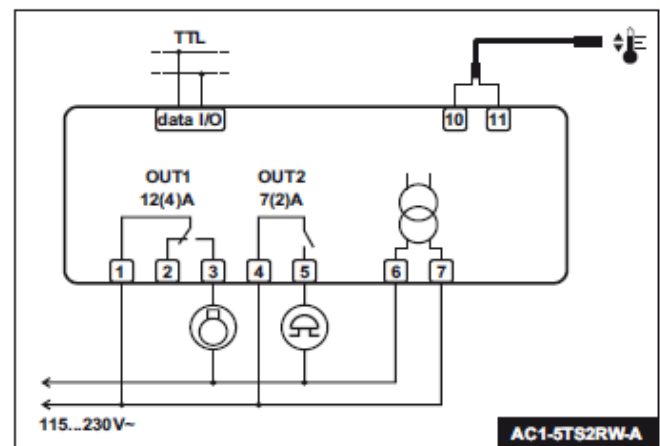 TTL
data I/O
10 11
OUT1 OUT2
12(4)A 7(2)A
1 2 3 4 5 6 7
115...230V~
AC1-5TS2RW-A